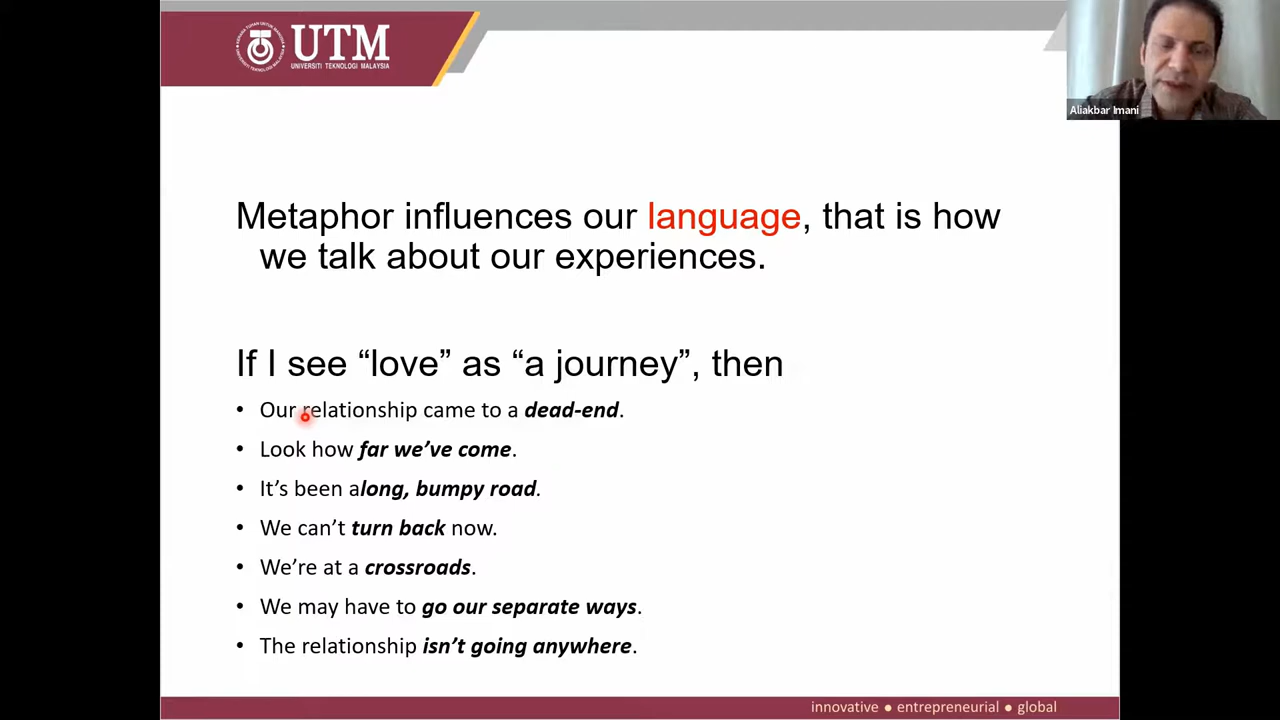 UTM
UNIVERSITI TEKNOLOGI MALAYSIA
Aliakbar Imani
Metaphor influences our language, that is how
we talk about our experiences.
If I see “love” as “a journey”, then
• Our relationship came to a dead-end.
• Look how far we’ve come.
• It’s been along, bumpy road.
• We can’t turn back now.
• We’re at a crossroads.
• We may have to go our separate ways.
• The relationship isn’t going anywhere.
innovative ● entrepreneurial ● global